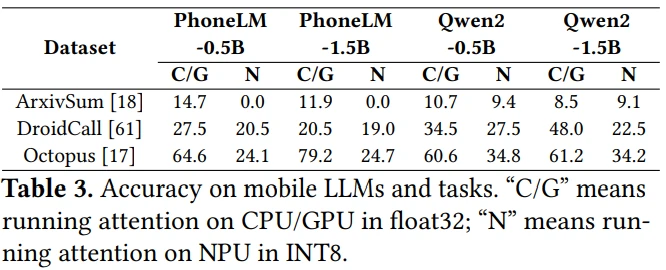 PhoneLM PhoneLM Qwen2 Qwen2
Dataset -0.5B -1.5B -0.5B -1.5B
C/G N C/G N C/G N C/G N
ArxivSum [18] 14.7 0.0 11.9 0.0 10.7 9.4 8.5 9.1
DroidCall [61] 27.5 20.5 20.5 19.0 34.5 27.5 48.0 22.5
Octopus [17] 64.6 24.1 79.2 24.7 60.6 34.8 61.2 34.2
Table 3. Accuracy on mobile LLMs and tasks. “C/G” means
running attention on CPU/GPU in float32; “N” means run-
ning attention on NPU in INT8.